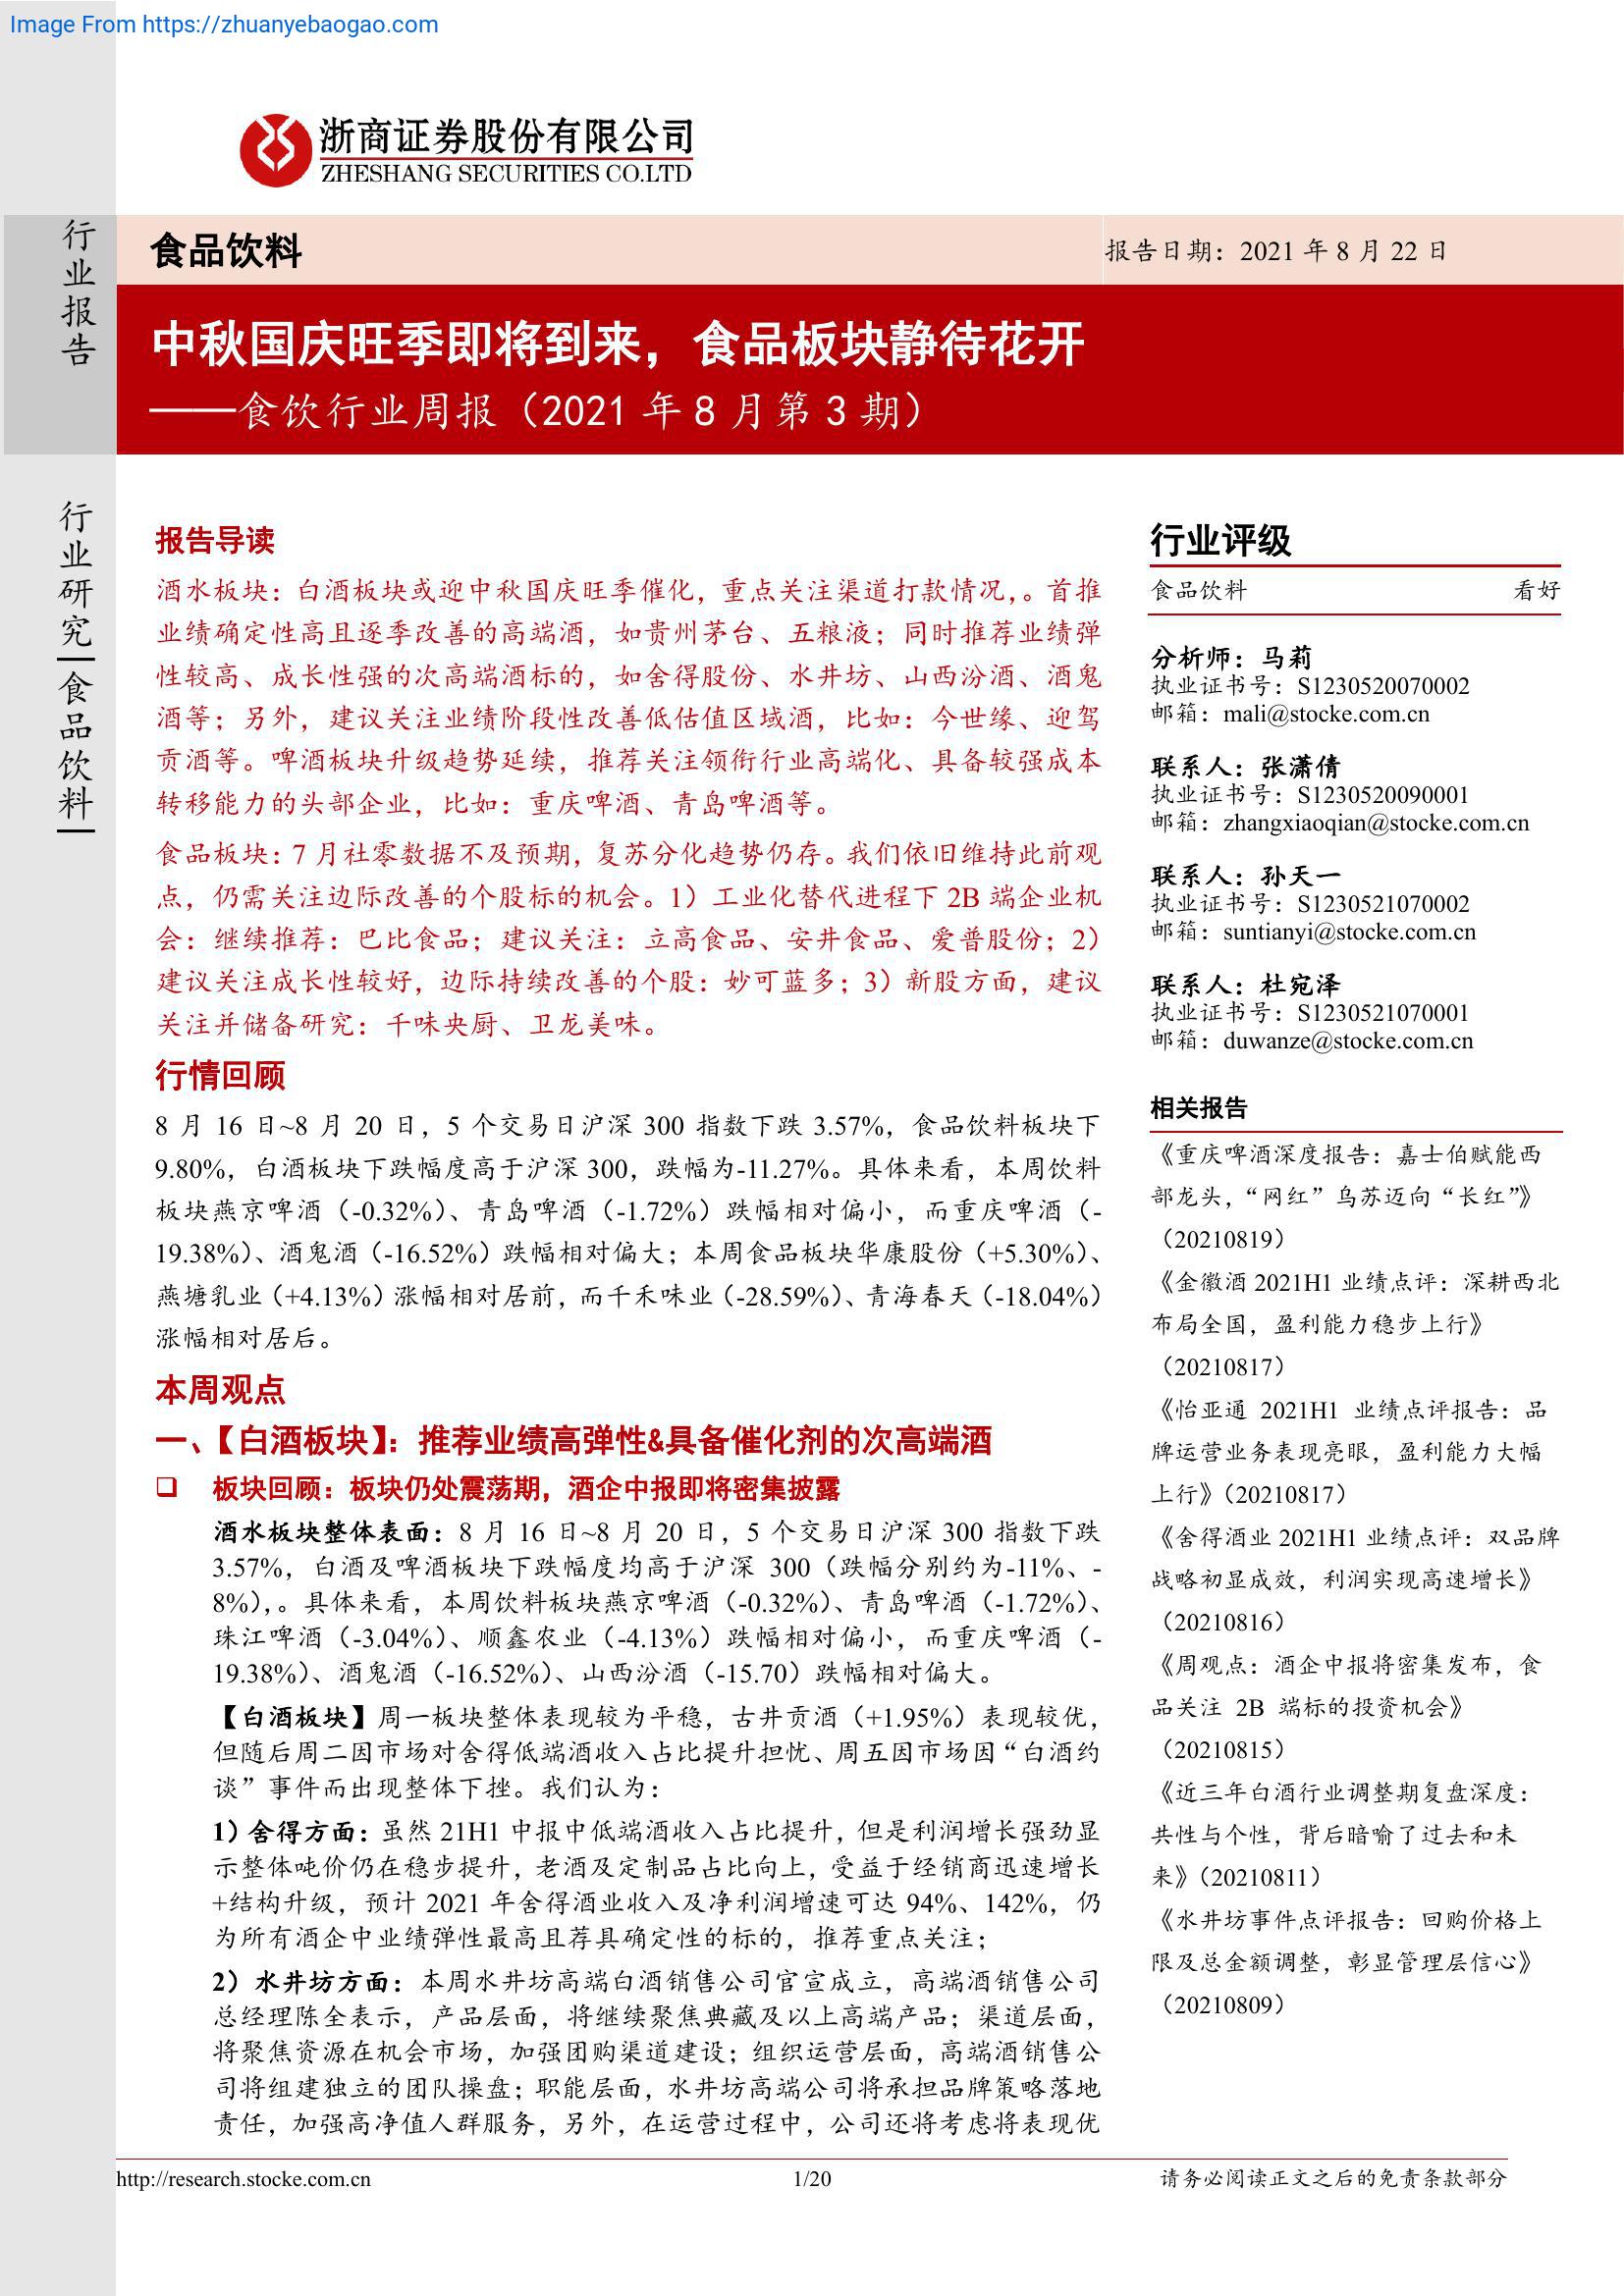 Image From https://zhuanyebaogao.com
浙商证券股份有限公司
ZHESHANG SECURITIES CO.LTD
行业报告
食品饮料
报告日期：2021 年 8 月 22 日
中秋国庆旺季即将到来，食品板块静待花开
——食饮行业周报（2021 年 8 月第 3 期）
行业研究|食品饮料|
报告导读
酒水板块：白酒板块或迎中秋国庆旺季催化，重点关注渠道打款情况，。首推
业绩确定性高且逐季改善的高端酒，如贵州茅台、五粮液；同时推荐业绩弹
性较高、成长性强的次高端酒标的，如舍得股份、水井坊、山西汾酒、酒鬼
酒等；另外，建议关注业绩阶段性改善低估值区域酒，比如：今世缘、迎驾
贡酒等。啤酒板块升级趋势延续，推荐关注领衔行业高端化、具备较强成本
转移能力的头部企业，比如：重庆啤酒、青岛啤酒等。
食品板块：7 月社零数据不及预期，复苏分化趋势仍存。我们依旧维持此前观
点，仍需关注边际改善的个股标的机会。1）工业化替代进程下 2B 端企业机
会：继续推荐：巴比食品；建议关注：立高食品、安井食品、爱普股份；2）
建议关注成长性较好，边际持续改善的个股：妙可蓝多；3）新股方面，建议
关注并储备研究：千味央厨、卫龙美味。
行情回顾
8 月 16 日~8 月 20 日，5 个交易日沪深 300 指数下跌 3.57%，食品饮料板块下
9.80%，白酒板块下跌幅度高于沪深 300，跌幅为-11.27%。具体来看，本周饮料
板块燕京啤酒（-0.32%）、青岛啤酒（-1.72%）跌幅相对偏小，而重庆啤酒（-
19.38%）、酒鬼酒（-16.52%）跌幅相对偏大；本周食品板块华康股份（+5.30%）、
燕塘乳业（+4.13%）涨幅相对居前，而千禾味业（-28.59%）、青海春天（-18.04%）
涨幅相对居后。
本周观点
一、【白酒板块】：推荐业绩高弹性&具备催化剂的次高端酒
❑ 板块回顾：板块仍处震荡期，酒企中报即将密集披露
酒水板块整体表面：8 月 16 日~8 月 20 日，5 个交易日沪深 300 指数下跌
3.57%，白酒及啤酒板块下跌幅度均高于沪深 300（跌幅分别约为-11%、-
8%），。具体来看，本周饮料板块燕京啤酒（-0.32%）、青岛啤酒（-1.72%）、
珠江啤酒（-3.04%）、顺鑫农业（-4.13%）跌幅相对偏小，而重庆啤酒（-
19.38%）、酒鬼酒（-16.52%）、山西汾酒（-15.70）跌幅相对偏大。
【白酒板块】周一板块整体表现较为平稳，古井贡酒（+1.95%）表现较优，
但随后周二因市场对舍得低端酒收入占比提升担忧、周五因市场因“白酒约
谈”事件而出现整体下挫。我们认为：
1）舍得方面：虽然 21H1 中报中低端酒收入占比提升，但是利润增长强劲显
示整体吨价仍在稳步提升，老酒及定制品占比向上，受益于经销商迅速增长
+结构升级，预计 2021 年舍得酒业收入及净利润增速可达 94%、142%，仍
为所有酒企中业绩弹性最高且荐具确定性的标的，推荐重点关注；
2）水井坊方面：本周水井坊高端白酒销售公司官宣成立，高端酒销售公司
总经理陈全表示，产品层面，将继续聚焦典藏及以上高端产品；渠道层面，
将聚焦资源在机会市场，加强团购渠道建设；组织运营层面，高端酒销售公
司将组建独立的团队操盘；职能层面，水井坊高端公司将承担品牌策略落地
责任，加强高净值人群服务，另外，在运营过程中，公司还将考虑将表现优
行业评级
食品饮料 看好
分析师：马莉
执业证书号：S1230520070002
邮箱：mali@stocke.com.cn
联系人：张潇倩
执业证书号：S1230520090001
邮箱：zhangxiaoqian@stocke.com.cn
联系人：孙天一
执业证书号：S1230521070002
邮箱：suntianyi@stocke.com.cn
联系人：杜宛泽
执业证书号：S1230521070001
邮箱：duwanze@stocke.com.cn
相关报告
《重庆啤酒深度报告：嘉士伯赋能西
部龙头，“网红”乌苏迈向“长红”》
（20210819）
《金徽酒 2021H1 业绩点评：深耕西北
布局全国，盈利能力稳步上行》
（20210817）
《怡亚通 2021H1 业绩点评报告：品
牌运营业务表现亮眼，盈利能力大幅
上行》（20210817）
《舍得酒业 2021H1 业绩点评：双品牌
战略初显成效，利润实现高速增长》
（20210816）
《周观点：酒企中报将密集发布，食
品关注 2B 端标的投资机会》
（20210815）
《近三年白酒行业调整期复盘深度：
共性与个性，背后暗喻了过去和未
来》（20210811）
《水井坊事件点评报告：回购价格上
限及总金额调整，彰显管理层信心》
（20210809）
http://research.stocke.com.cn
1/20
请务必阅读正文之后的免责条款部分